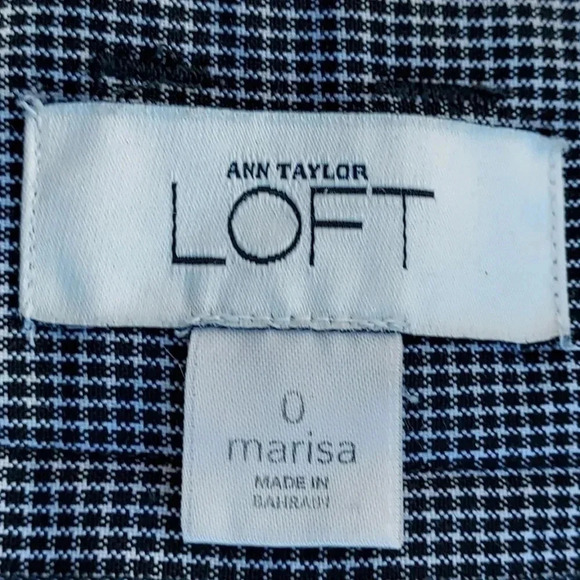 ANN TAYLOR
LOFT
0
marisa
MADE IN
BAHRAIN